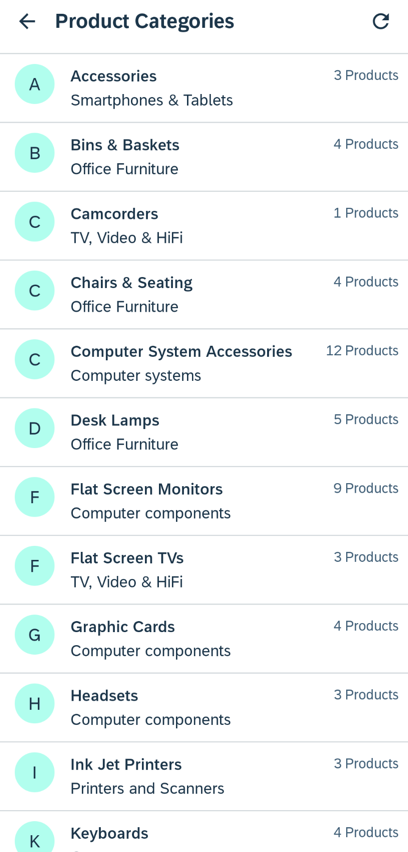 Product Categories
A
Accessories
3 Products
Smartphones & Tablets
B
Bins & Baskets
4 Products
Office Furniture
C
Camcorders
1 Products
TV, Video & HiFi
C
Chairs & Seating
4 Products
Office Furniture
C
Computer System Accessories
12 Products
Computer systems
D
Desk Lamps
5 Products
Office Furniture
F
Flat Screen Monitors
9 Products
Computer components
F
Flat Screen TVs
3 Products
TV, Video & HiFi
G
Graphic Cards
4 Products
Computer components
H
Headsets
3 Products
Computer components
I
Ink Jet Printers
3 Products
Printers and Scanners
K
Keyboards
4 Products